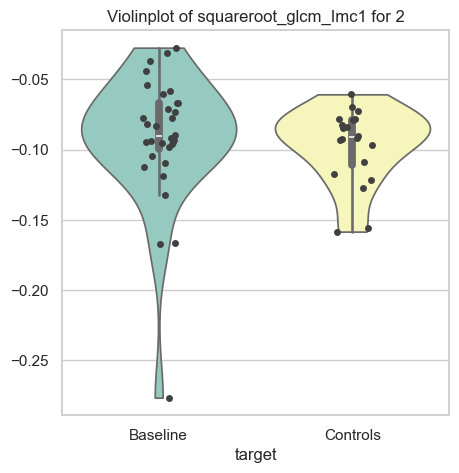 Violinplot of squareroot_glcm_Imc1 for 2
−0.05
−0.10
−0.15
−0.20
−0.25
Baseline
Controls
target